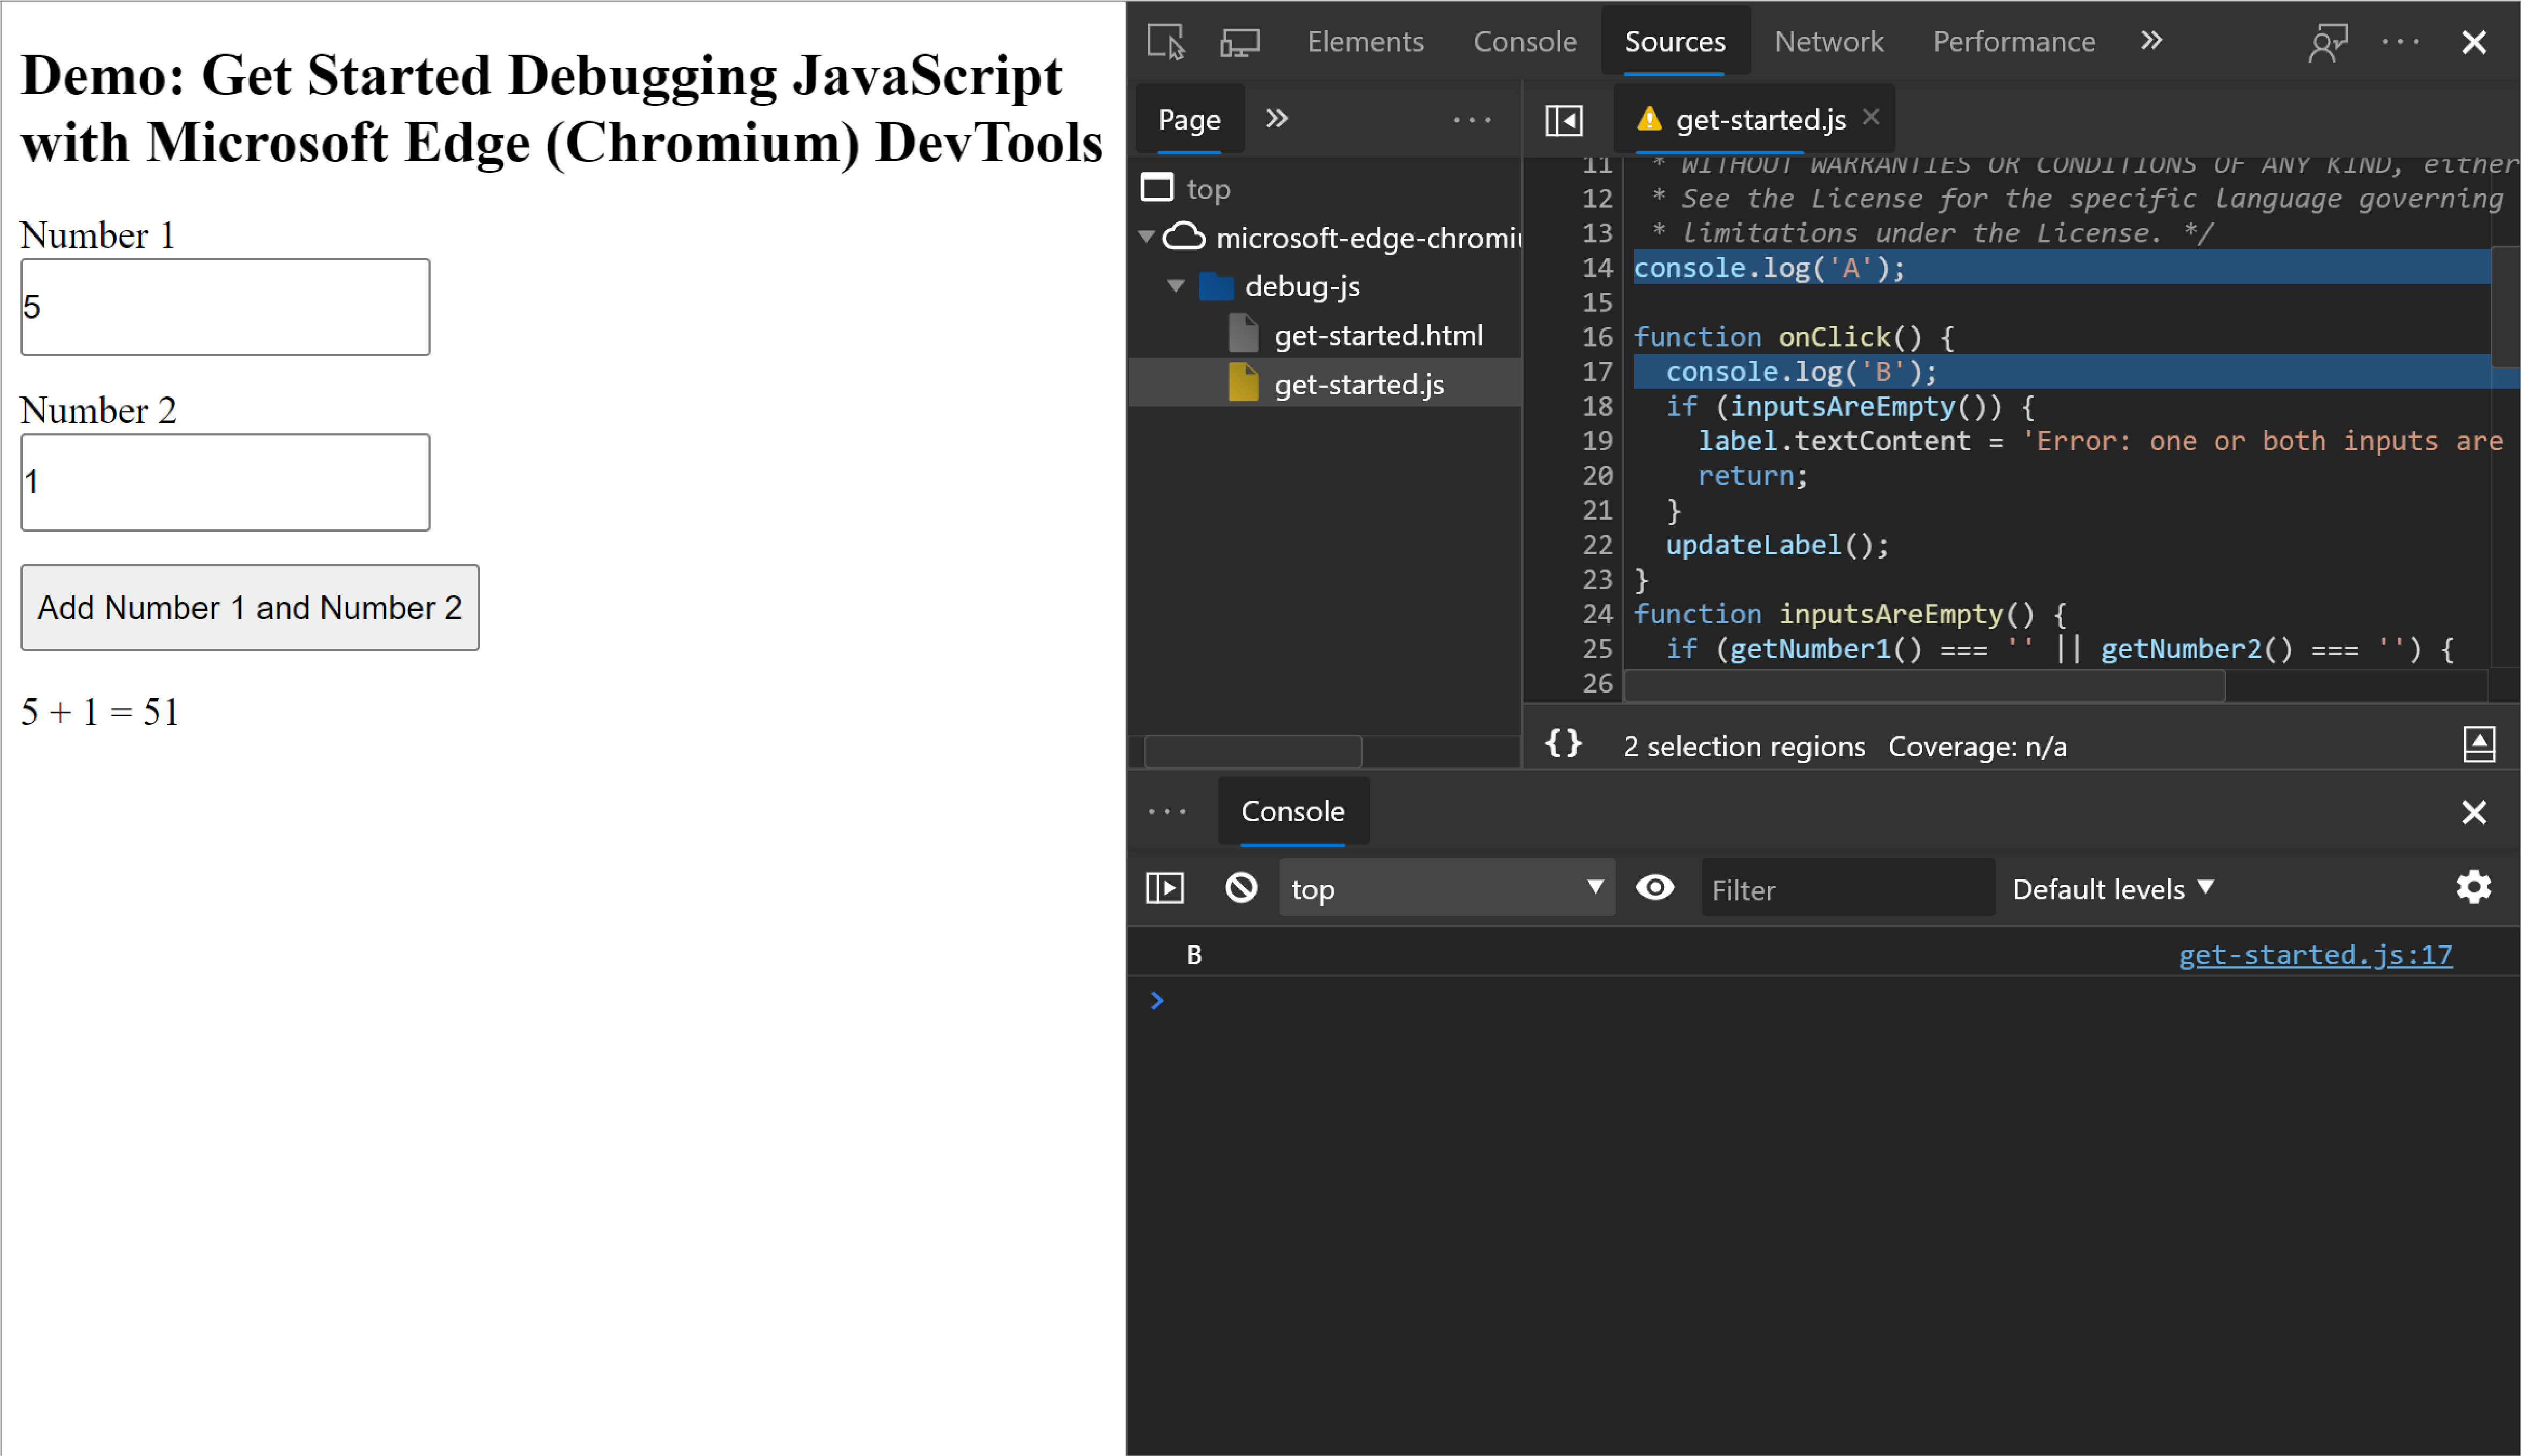 Demo: Get Started Debugging JavaScript
with Microsoft Edge (Chromium) DevTools
Number 1
5
Number 2
1
Add Number 1 and Number 2
5 + 1 = 51
Elements Console Sources Network Performance
Page
top
microsoft-edge-chromiu
debug-js
get-started.html
get-started.js
get-started.js
11 * WITHOUT WARRANTIES OR CONDITIONS OF ANY KIND, either
12 * See the License for the specific language governing
13 * limitations under the License. */
14 console.log('A');
15
16 function onClick() {
17 console.log('B');
18 if (inputsAreEmpty()) {
19 label.textContent = 'Error: one or both inputs are
20 return;
21 }
22 updateLabel();
23 }
24 function inputsAreEmpty() {
25 if (getNumber1() === '' || getNumber2() === '') {
26
{} 2 selection regions Coverage: n/a
Console
top Filter Default levels
B get-started.js:17
>